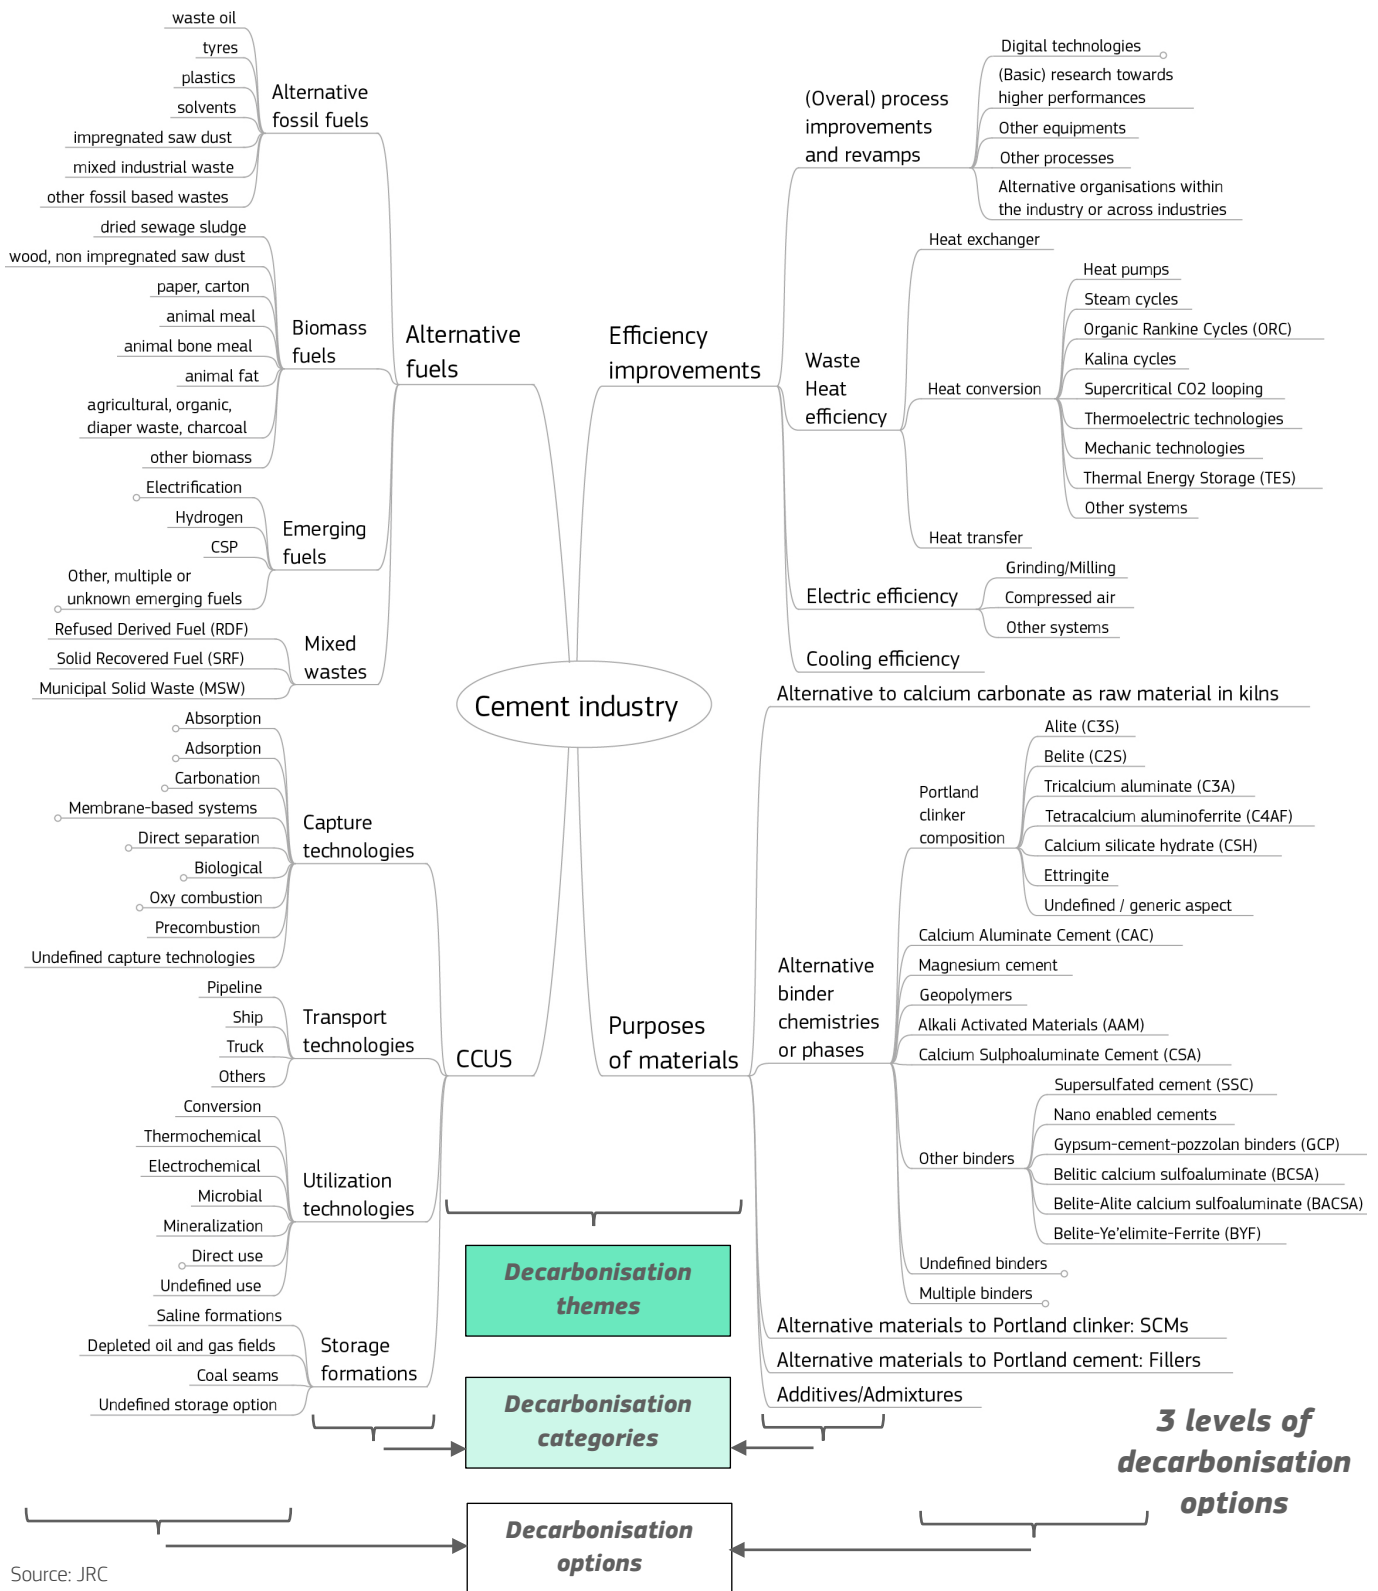 waste oil
tyres
plastics
solvents
impregnated saw dust
mixed industrial waste
other fossil based wastes
Alternative
fossil fuels
dried sewage sludge
wood, non impregnated saw dust
paper, carton
animal meal
animal bone meal
animal fat
agricultural, organic,
diaper waste, charcoal
other biomass
Biomass
fuels
Electrification
Hydrogen
CSP
Other, multiple or
unknown emerging fuels
Emerging
fuels
Refused Derived Fuel (RDF)
Solid Recovered Fuel (SRF)
Municipal Solid Waste (MSW)
Mixed
wastes
Alternative
fuels
Absorption
Adsorption
Carbonation
Membrane-based systems
Direct separation
Biological
Oxy combustion
Precombustion
Undefined capture technologies
Capture
technologies
Pipeline
Ship
Truck
Others
Transport
technologies
Conversion
Thermochemical
Electrochemical
Microbial
Mineralization
Direct use
Undefined use
Utilization
technologies
Saline formations
Depleted oil and gas fields
Coal seams
Undefined storage option
Storage
formations
CCUS
Cement industry
Efficiency
improvements
(Overal) process
improvements
and revamps
Digital technologies
(Basic) research towards
higher performances
Other equipments
Other processes
Alternative organisations within
the industry or across industries
Waste
Heat
efficiency
Heat exchanger
Heat conversion
Heat pumps
Steam cycles
Organic Rankine Cycles (ORC)
Kalina cycles
Supercritical CO2 looping
Thermoelectric technologies
Mechanic technologies
Thermal Energy Storage (TES)
Other systems
Heat transfer
Electric efficiency
Grinding/Milling
Compressed air
Other systems
Cooling efficiency
Purposes
of materials
Alternative to calcium carbonate as raw material in kilns
Alternative
binder
chemistries
or phases
Portland
clinker
composition
Alite (C3S)
Belite (C2S)
Tricalcium aluminate (C3A)
Tetracalcium aluminoferrite (C4AF)
Calcium silicate hydrate (CSH)
Ettringite
Undefined / generic aspect
Calcium Aluminate Cement (CAC)
Magnesium cement
Geopolymers
Alkali Activated Materials (AAM)
Calcium Sulphoaluminate Cement (CSA)
Other binders
Supersulfated cement (SSC)
Nano enabled cements
Gypsum-cement-pozzolan binders (GCP)
Belitic calcium sulfoaluminate (BCSA)
Belite-Alite calcium sulfoaluminate (BACSA)
Belite-Ye'elimite-Ferrite (BYF)
Undefined binders
Multiple binders
Alternative materials to Portland clinker: SCMs
Alternative materials to Portland cement: Fillers
Additives/Admixtures
Decarbonisation
themes
Decarbonisation
categories
Decarbonisation
options
3 levels of
decarbonisation
options
Source: JRC